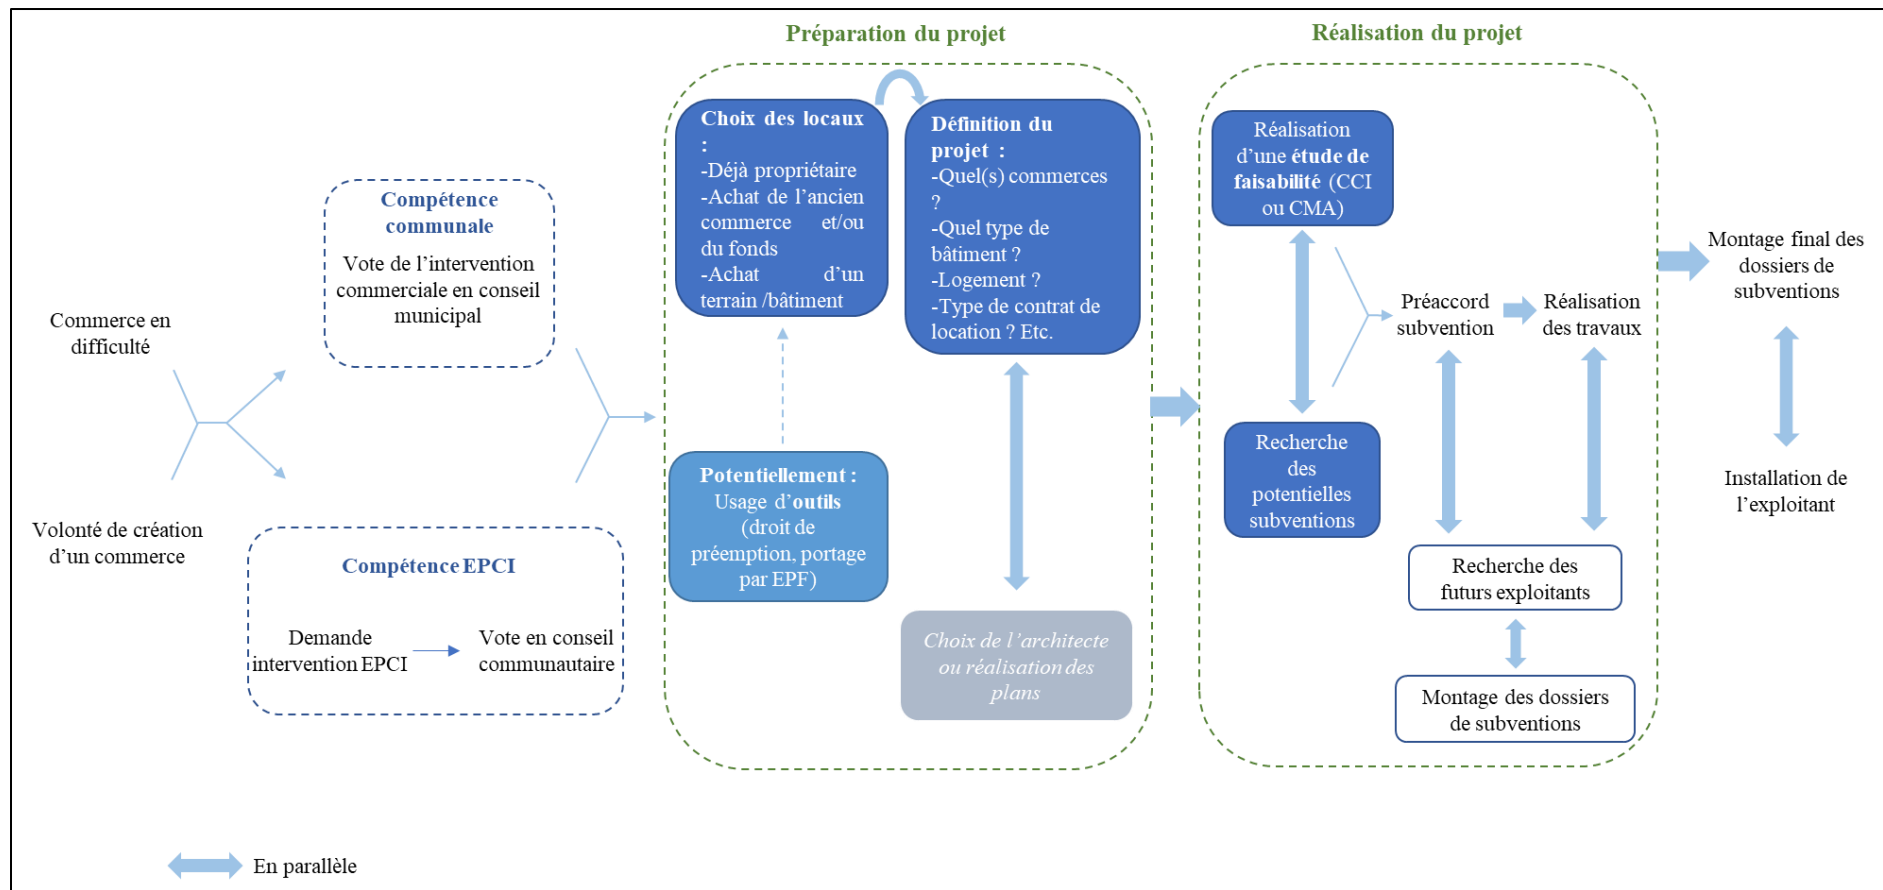 Préparation du projet
Réalisation du projet
Commerce en
difficulté
Volonté de création
d’un commerce
Compétence
communale
Vote de l’intervention
commerciale en conseil
municipal
Compétence EPCI
Demande
intervention EPCI
Vote en conseil
communautaire
Choix des locaux
:
-Déjà propriétaire
-Achat de l’ancien
commerce et/ou
du fonds
-Achat d’un
terrain /bâtiment
Potentiellement :
Usage d’outils
(droit de
préemption, portage
par EPF)
Définition du
projet :
-Quel(s) commerces
?
-Quel type de
bâtiment ?
-Logement ?
-Type de contrat de
location ? Etc.
Choix de l’architecte
ou réalisation des
plans
Réalisation
d’une étude de
faisabilité (CCI
ou CMA)
Recherche
des
potentielles
subventions
Préaccord
subvention
Réalisation
des travaux
Recherche des
futurs exploitants
Montage des dossiers
de subventions
Montage final des
dossiers de
subventions
Installation de
l’exploitant
En parallèle